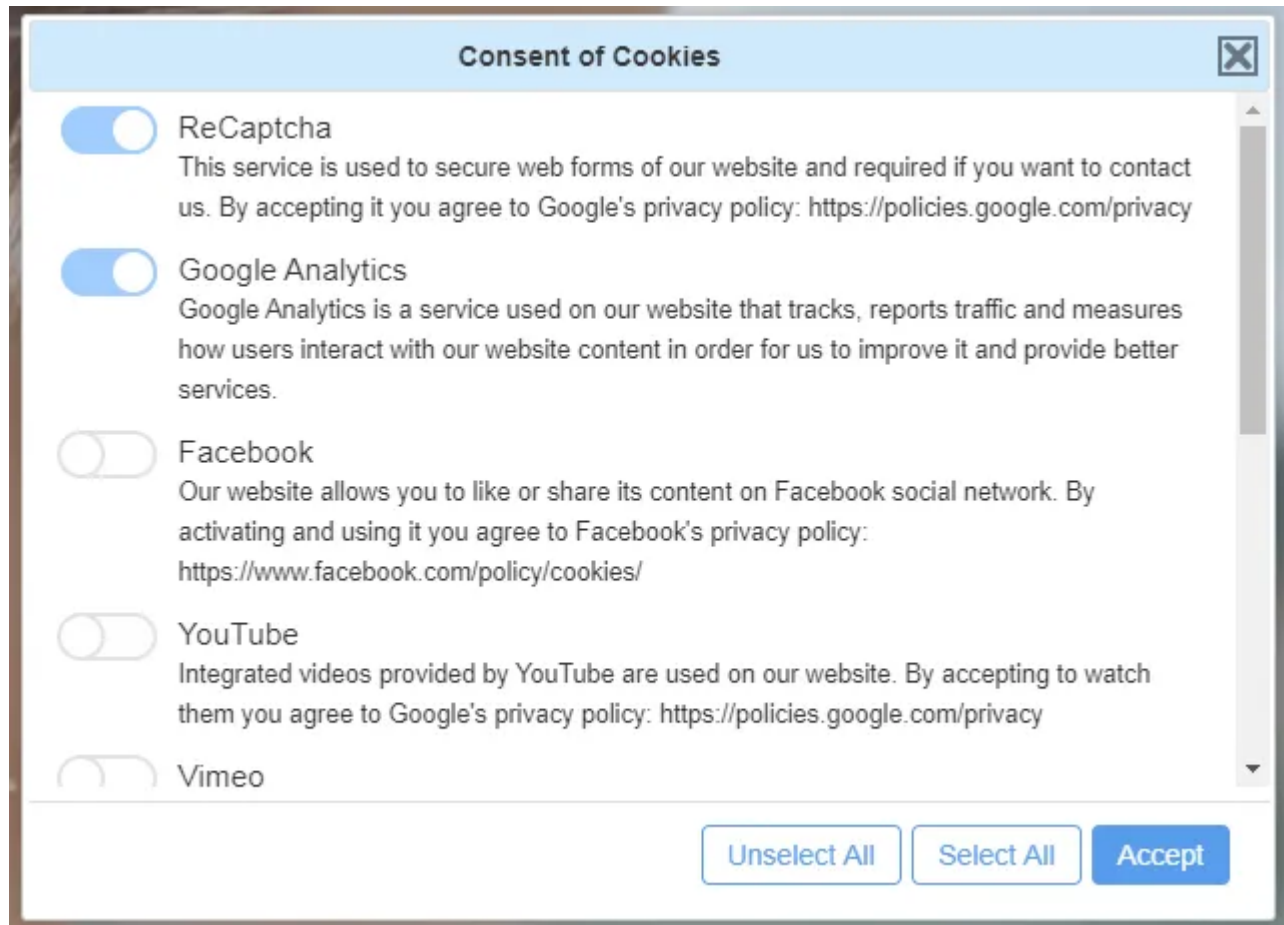 Consent of Cookies
ReCaptcha
This service is used to secure web forms of our website and required if you want to contact
us. By accepting it you agree to Google's privacy policy: https://policies.google.com/privacy
Google Analytics
Google Analytics is a service used on our website that tracks, reports traffic and measures
how users interact with our website content in order for us to improve it and provide better
services.
Facebook
Our website allows you to like or share its content on Facebook social network. By
activating and using it you agree to Facebook's privacy policy:
https://www.facebook.com/policy/cookies/
YouTube
Integrated videos provided by YouTube are used on our website. By accepting to watch
them you agree to Google's privacy policy: https://policies.google.com/privacy
Vimeo
Unselect All Select All Accept